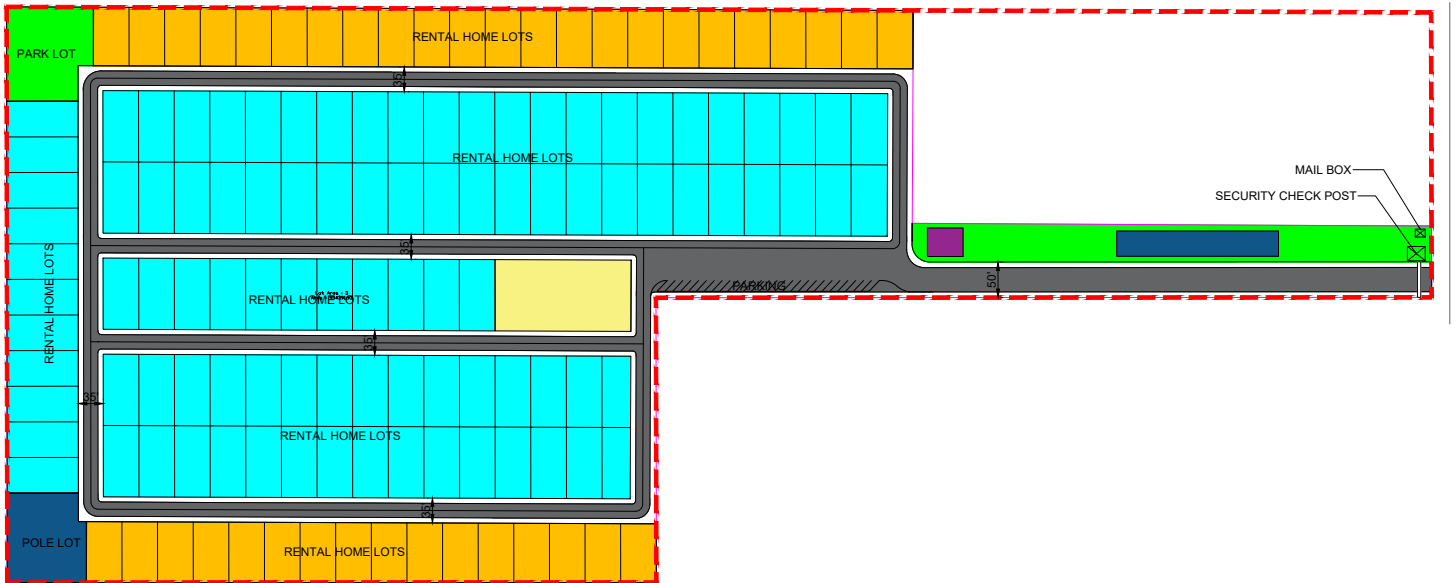 RENTAL HOME LOTS
PARK LOT
35'
RENTAL HOME LOTS
MAIL BOX
SECURITY CHECK POST
35'
50'
PARKING
RENTAL HOME LOTS
RENTAL HOME LOTS
35'
35'
RENTAL HOME LOTS
35'
POLE LOT
RENTAL HOME LOTS